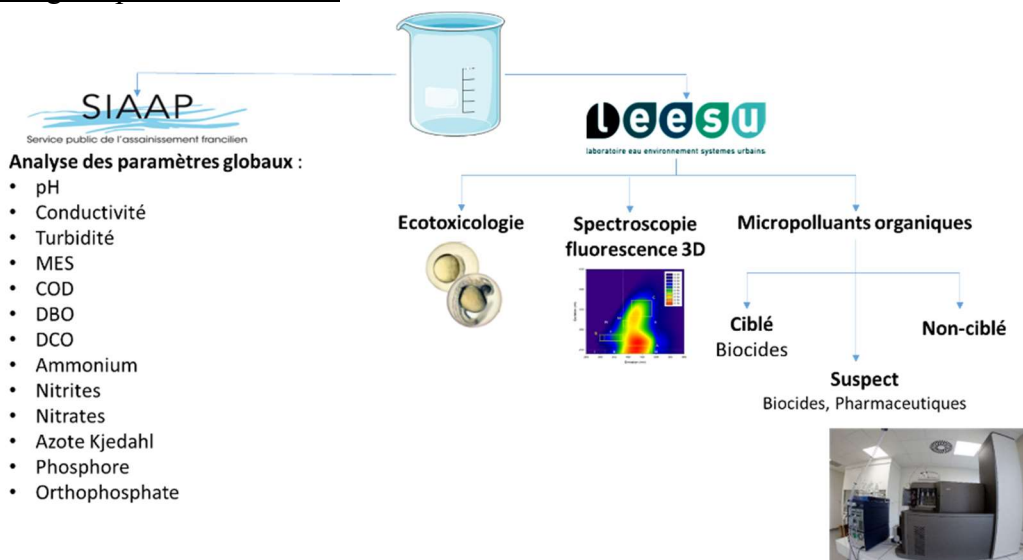 SIAAP
Service public de l'assainissement francilien
Analyse des paramètres globaux :
• pH
• Conductivité
• Turbidité
• MES
• COD
• DBO
• DCO
• Ammonium
• Nitrites
• Nitrates
• Azote Kjedahl
• Phosphore
• Orthophosphate
leesu
laboratoire eau environnement systemes urbains
Ecotoxicologie
Spectroscopie
fluorescence 3D
Micropolluants organiques
Ciblé
Biocides
Non-ciblé
Suspect
Biocides, Pharmaceutiques